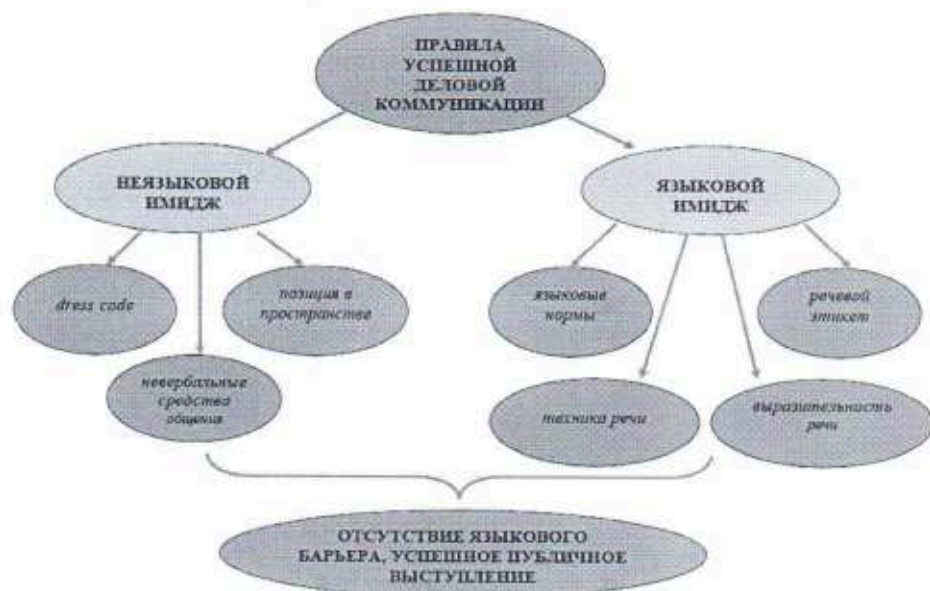 ПРАВИЛА
УСПЕШНОЙ
ДЕЛОВОЙ
КОММУНИКАЦИИ
НЕЯЗЫКОВОЙ
ИМИДЖ
ЯЗЫКОВОЙ
ИМИДЖ
dress code
позиция в
пространстве
языковые
нормы
речевой
этикет
невербальные
средства
общения
техника речи
выразительность
речи
ОТСУТСТВИЕ ЯЗЫКОВОГО
БАРЬЕРА, УСПЕШНОЕ ПУБЛИЧНОЕ
ВЫСТУПЛЕНИЕ